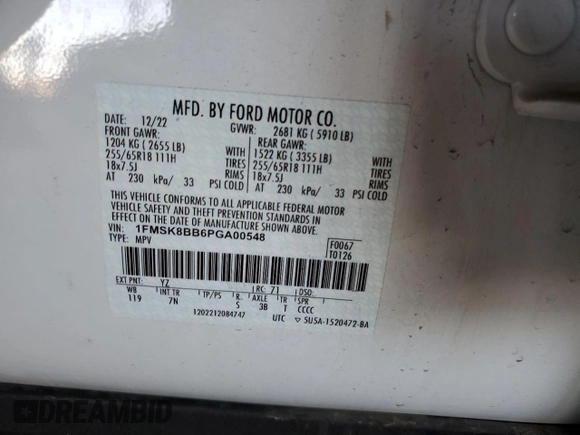 MFD. BY FORD MOTOR CO.
DATE: 12/22 GVWR: 2681 KG ( 5910 LB)
FRONT GAWR: REAR GAWR:
1204 KG ( 2655 LB) WITH 1522 KG ( 3355 LB) WITH
255/65R18 111H TIRES 255/65R18 111H TIRES
18x7.5J RIMS 18x7.5J RIMS
AT 230 kPa/ 33 PSI COLD AT 230 kPa/ 33 PSI COLD
THIS VEHICLE CONFORMS TO ALL APPLICABLE FEDERAL MOTOR
VEHICLE SAFETY AND THEFT PREVENTION STANDARDS IN
EFFECT ON THE DATE OF MANUFACTURE SHOWN ABOVE.
VIN: 1FMSK8BB6PGA00548 F0067
TYPE: MPV T0126
EXT PNT: YZ RC: 71 DSO:
WB INT TR TP/PS R AXLE TR SPR
119 7N S 3B T CCCC
1202212084747 UTC ▽ 5U5A-1520472-BA
DREAMBID